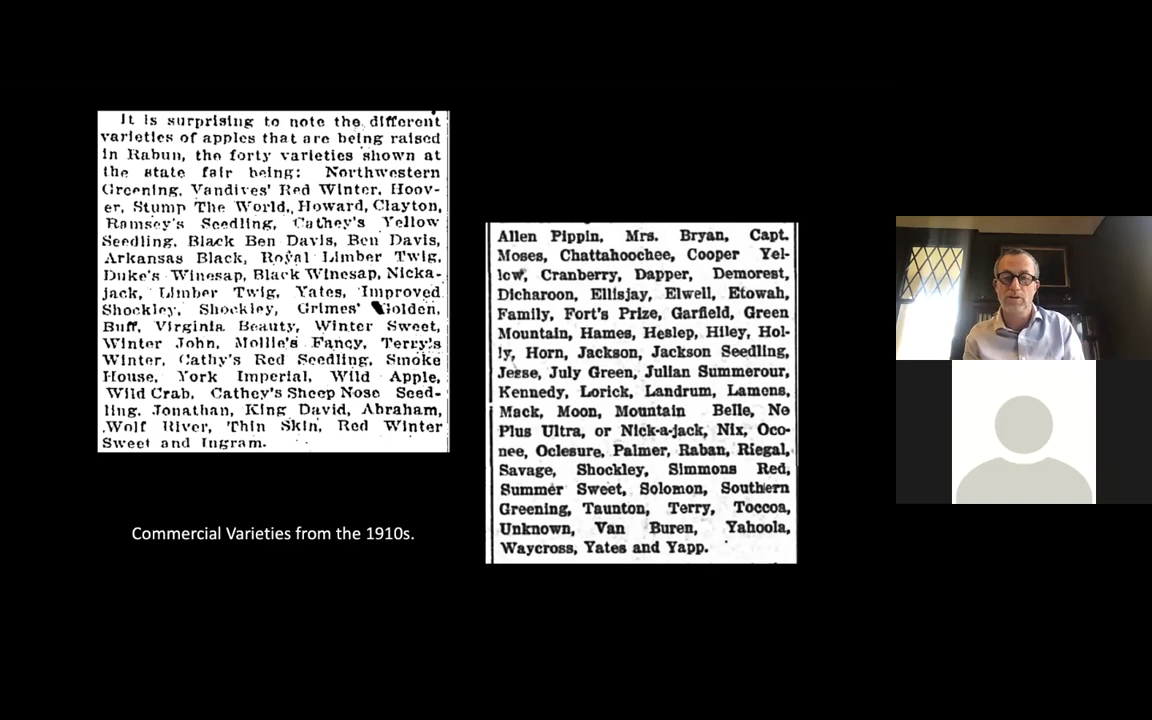 It is surprising to note the different
varieties of apples that are being raised
in Rabun, the forty varieties shown at
the state fair being: Northwestern
Greening, Vandives' Red Winter, Hoov-
er, Stump The World, Howard, Clayton,
Ramsey's Seedling, Cathey's Yellow
Seedling, Black Ben Davis, Ben Davis,
Arkansas Black, Royal Limber Twig,
Duke's Winesap, Black Winesap, Nicka-
jack, Limber Twig, Yates, Improved
Shockley, Shockley, Grimes' Golden,
Buff, Virginia Beauty, Winter Sweet,
Winter John, Mollie's Fancy, Terry's
Winter, Cathy's Red Seedling, Smoke
House, York Imperial, Wild Apple,
Wild Crab, Cathey's Sheep Nose Seed-
ling, Jonathan, King David, Abraham,
Wolf River, Thin Skin, Red Winter
Sweet and Ingram.
Allen Pippin, Mrs. Bryan, Capt.
Moses, Chattahoochee, Cooper Yel-
low, Cranberry, Dapper, Demorest,
Dicharoon, Ellisjay, Elwell, Etowah,
Family, Fort's Prize, Garfield, Green
Mountain, Hames, Heslep, Hiley, Hol-
ly, Horn, Jackson, Jackson Seedling,
Jesse, July Green, Julian Summerour,
Kennedy, Lorick, Landrum, Lamons,
Mack, Moon, Mountain Belle, Ne
Plus Ultra, or Nick-a-jack, Nix, Oco-
nee, Oclesure, Palmer, Raban, Riegal,
Savage, Shockley, Simmons Red,
Summer Sweet, Solomon, Southern
Greening, Taunton, Terry, Toccoa,
Unknown, Van Buren, Yahoola,
Waycross, Yates and Yapp.
Commercial Varieties from the 1910s.